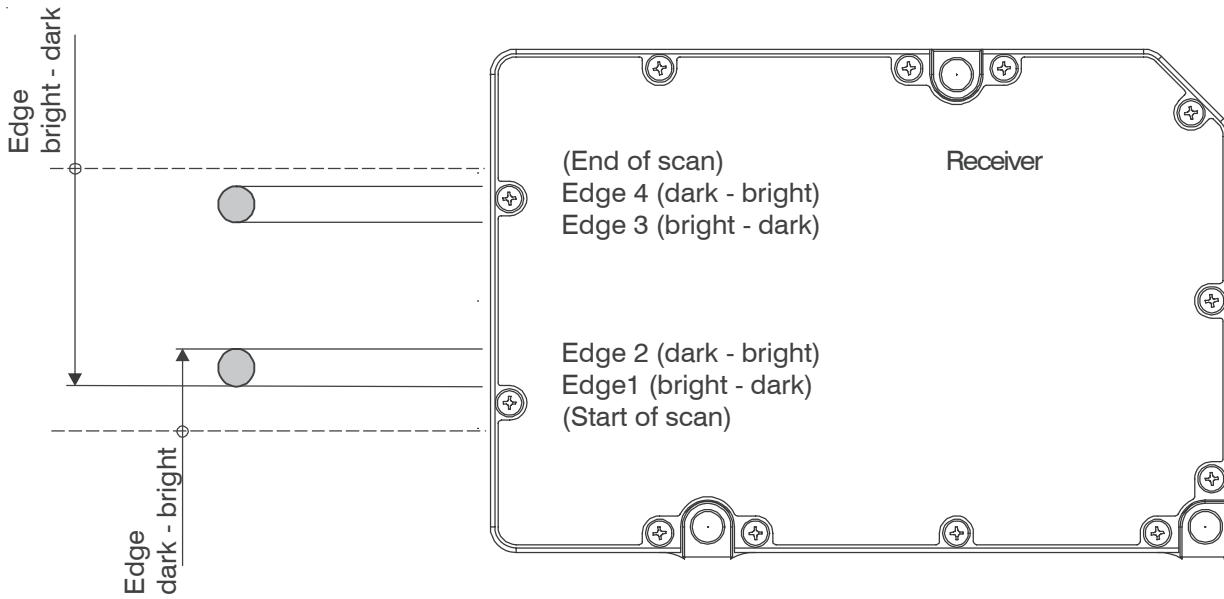 Edge
bright - dark
(End of scan)
Edge 4 (dark - bright)
Edge 3 (bright - dark)
Receiver
Edge 2 (dark - bright)
Edge1 (bright - dark)
(Start of scan)
Edge
dark - bright